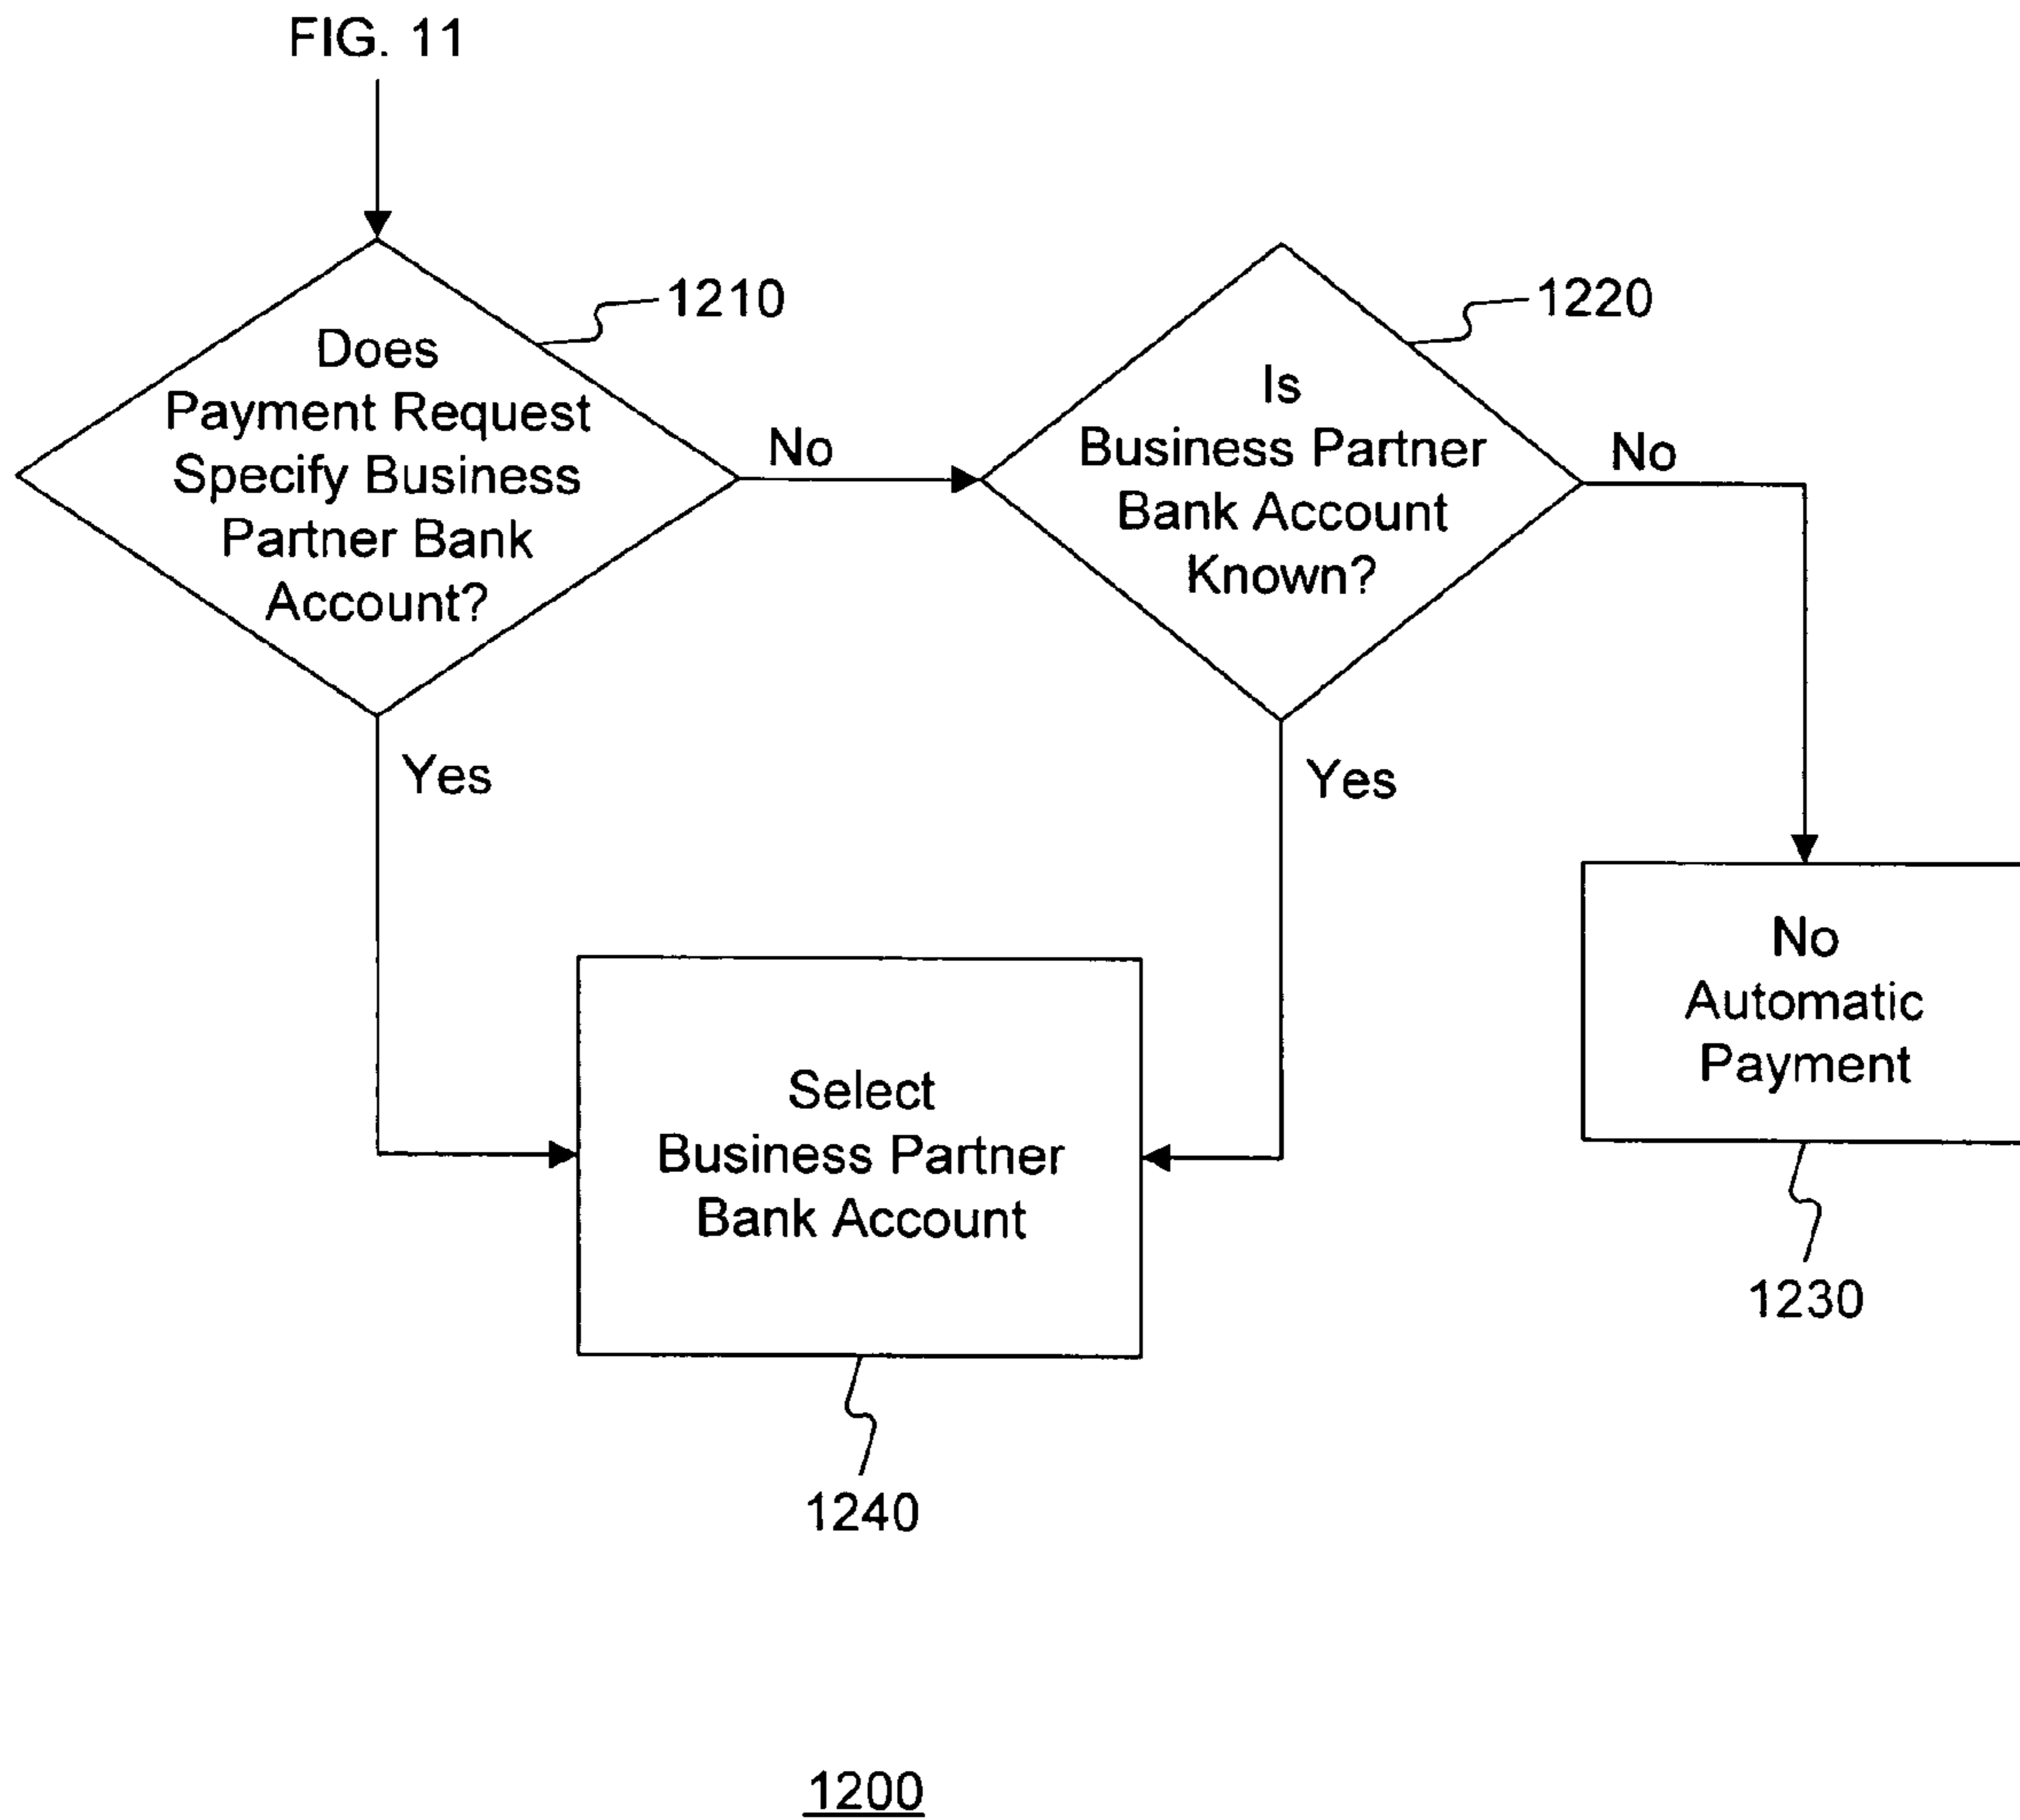 FIG. 11
1210
Does
Payment Request
Specify Business
Partner Bank
Account?
No
1220
Is
Business Partner
Bank Account
Known?
No
Yes
Yes
No
Automatic
Payment
1230
Select
Business Partner
Bank Account
1240
1200